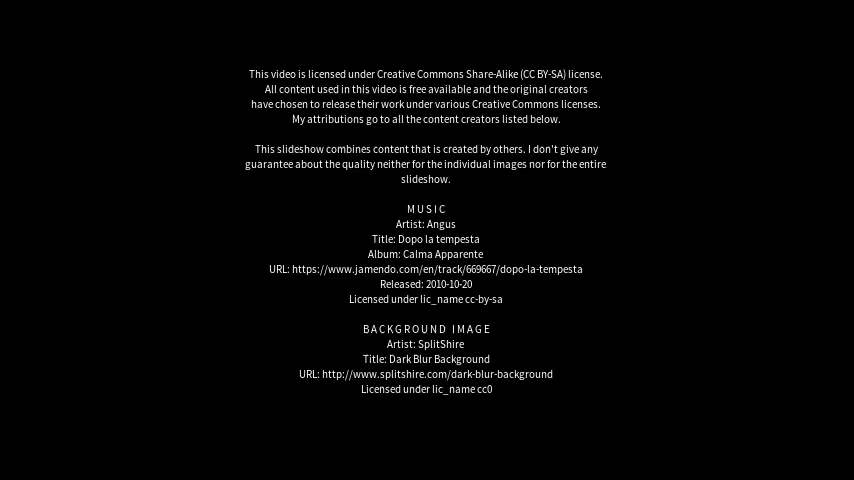 This video is licensed under Creative Commons Share-Alike (CC BY-SA) license.
All content used in this video is free available and the original creators
have chosen to release their work under various Creative Commons licenses.
My attributions go to all the content creators listed below.
This slideshow combines content that is created by others. I don't give any
guarantee about the quality neither for the individual images nor for the entire
slideshow.
MUSIC
Artist: Angus
Title: Dopo la tempesta
Album: Calma Apparente
URL: https://www.jamendo.com/en/track/669667/dopo-la-tempesta
Released: 2010-10-20
Licensed under lic_name cc-by-sa
BACKGROUND IMAGE
Artist: SplitShire
Title: Dark Blur Background
URL: http://www.splitshire.com/dark-blur-background
Licensed under lic_name cc0